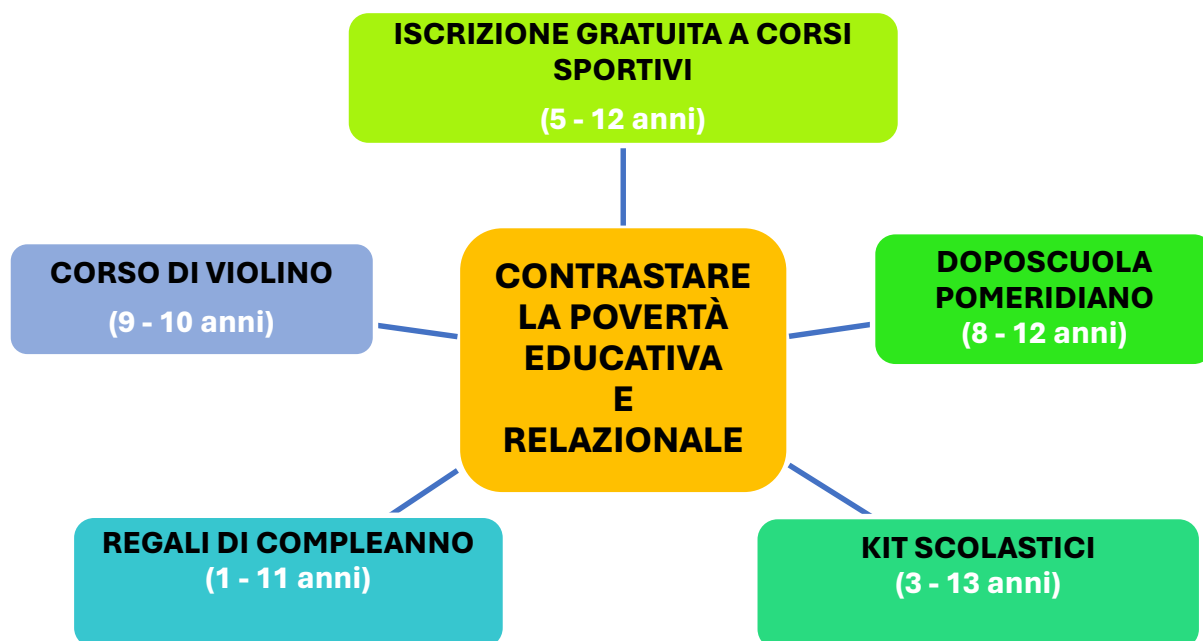 ISCRIZIONE GRATUITA A CORSI
SPORTIVI
(5 - 12 anni)
CORSO DI VIOLINO
(9 - 10 anni)
CONTRASTARE
LA POVERTÀ
EDUCATIVA
E
RELAZIONALE
DOPOSCUOLA
POMERIDIANO
(8 - 12 anni)
REGALI DI COMPLEANNO
(1 - 11 anni)
KIT SCOLASTICI
(3 - 13 anni)